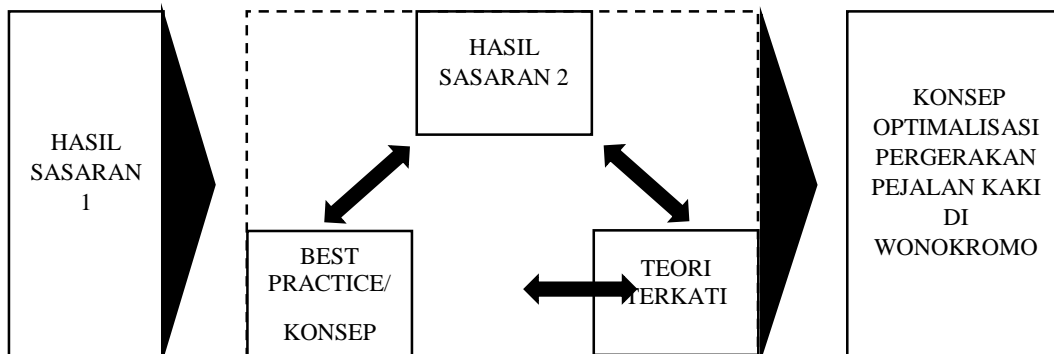 HASIL
SASARAN
1
HASIL
SASARAN 2
BEST
PRACTICE/
KONSEP
TEORI
TERKATI
KONSEP
OPTIMALISASI
PERGERAKAN
PEJALAN KAKI
DI
WONOKROMO